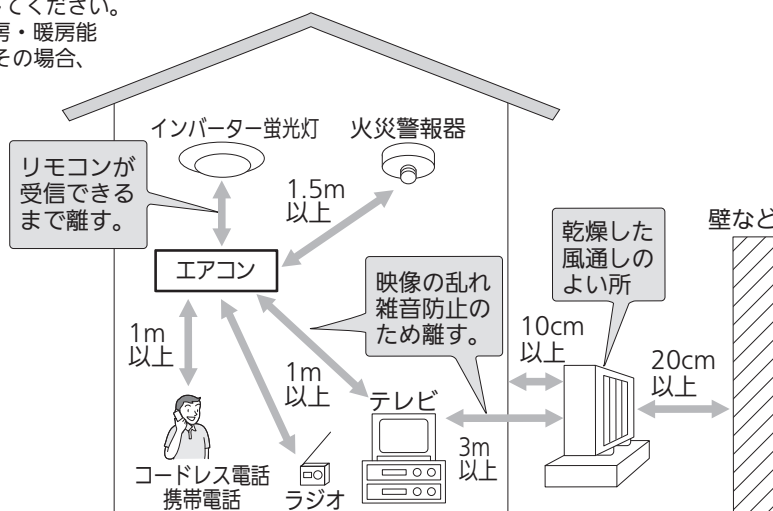 てください。
房・暖房能
その場合、
インバーター蛍光灯
火災警報器
リモコンが
受信できる
まで離す。
1.5m
以上
エアコン
乾燥した
風通しの
よい所
壁など
映像の乱れ
雑音防止の
ため離す。
1m
以上
1m
以上
10cm
以上
20cm
以上
テレビ
3m
以上
コードレス電話
携帯電話
ラジオ